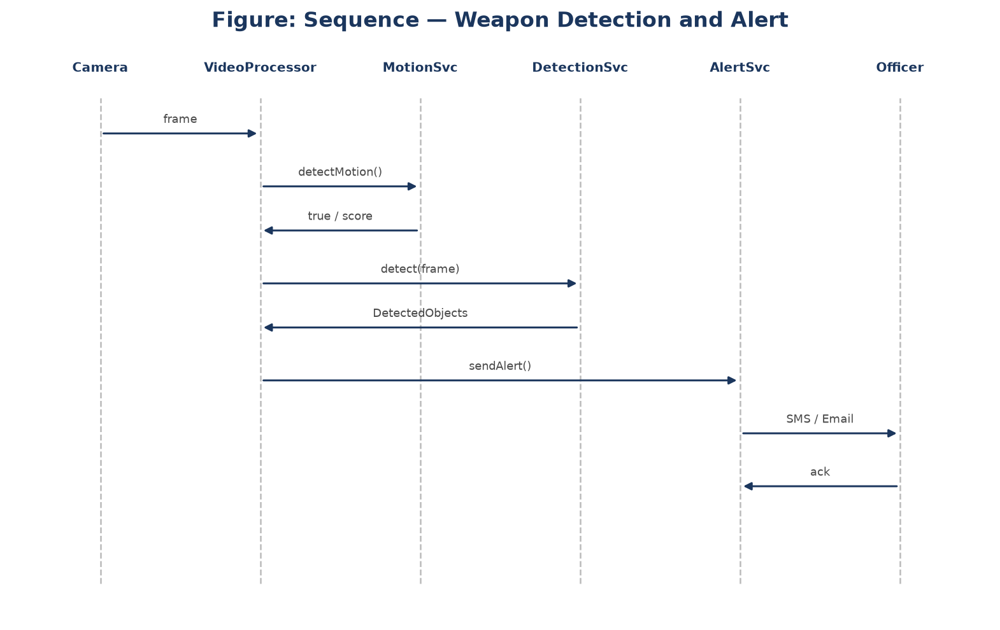 Figure: Sequence — Weapon Detection and Alert
Camera VideoProcessor MotionSvc DetectionSvc AlertSvc Officer
frame
detectMotion()
true / score
detect(frame)
DetectedObjects
sendAlert()
SMS / Email
ack